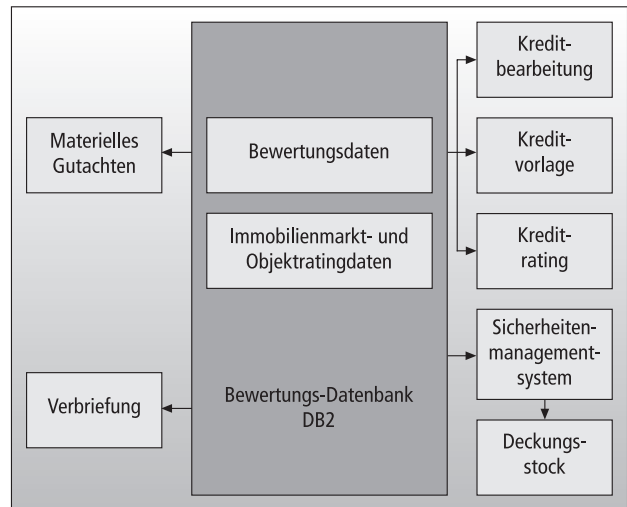 Materielles
Gutachten
Verbriefung
Bewertungsdaten
Immobilienmarkt- und
Objektratingdaten
Bewertungs-Datenbank
DB2
Kredit-
bearbeitung
Kredit-
vorlage
Kredit-
rating
Sicherheiten-
management-
system
Deckungs-
stock